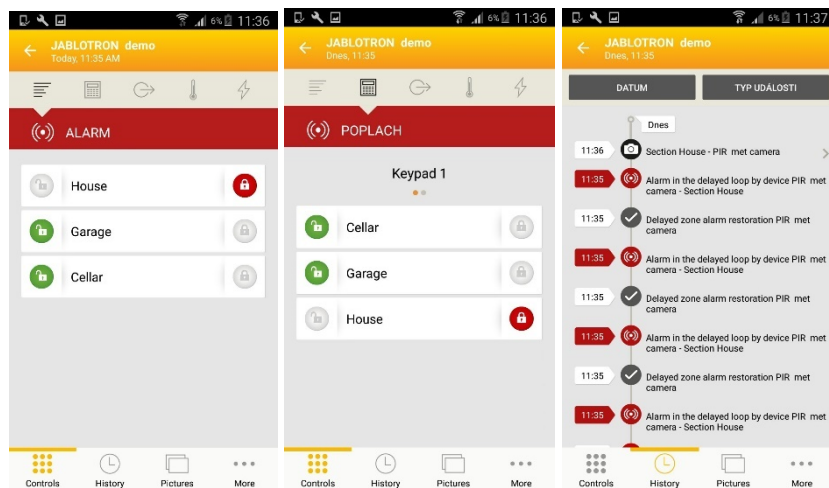 6% 11:36
JABLOTRON demo
Today, 11:35 AM
ALARM
House
Garage
Cellar
Controls History Pictures More
6% 11:36
JABLOTRON demo
Dnes, 11:35
POPLACH
Keypad 1
Cellar
Garage
House
Controls History Pictures More
6% 11:37
JABLOTRON demo
Dnes, 11:35
DATUM TYP UDÁLOSTI
Dnes
11:36 Section House - PIR met camera
11:35 Alarm in the delayed loop by device PIR met
camera - Section House
11:35 Delayed zone alarm restoration PIR met
camera
11:35 Alarm in the delayed loop by device PIR met
camera - Section House
11:35 Delayed zone alarm restoration PIR met
camera
11:35 Alarm in the delayed loop by device PIR met
camera - Section House
11:35 Delayed zone alarm restoration PIR met
camera
11:35 Alarm in the delayed loop by device PIR met
camera - Section House
Controls History Pictures More